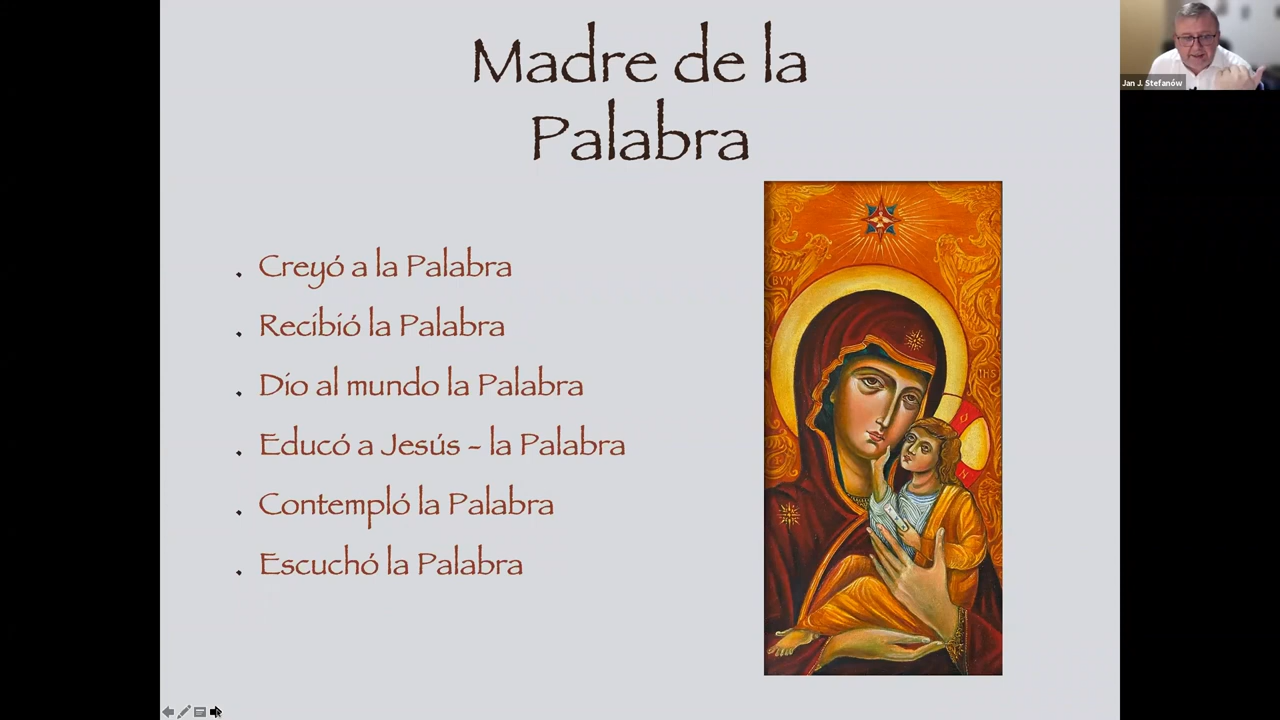 Madre de la
Palabra
. Creyó a la Palabra
. Recibió la Palabra
. Dio al mundo la Palabra
. Educó a Jesús - la Palabra
. Contempló la Palabra
. Escuchó la Palabra
BVM
IHS
Jan J. Stefanów